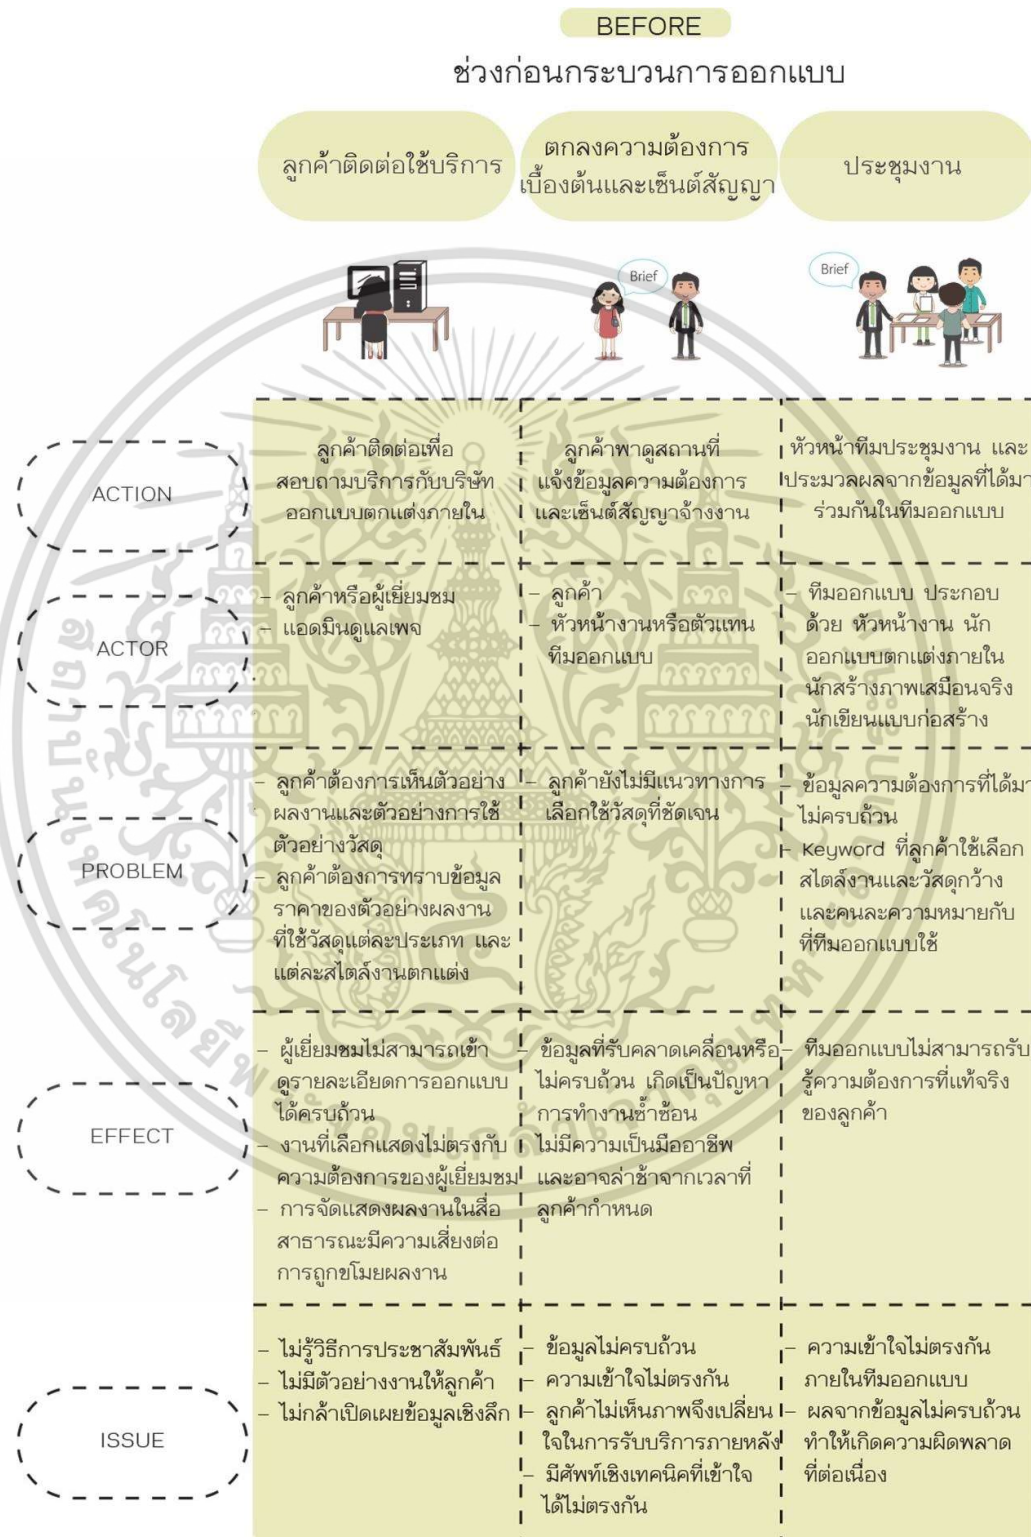 BEFORE
ช่วงก่อนกระบวนการออกแบบ
ลูกค้าติดต่อใช้บริการ
ตกลงความต้องการ
เบื้องต้นและเซ็นต์สัญญา
ประชุมงาน
Brief
Brief
ACTION
ลูกค้าติดต่อเพื่อ
สอบถามบริการกับบริษัท
ออกแบบตกแต่งภายใน
ลูกค้าพาดูสถานที่
แจ้งข้อมูลความต้องการ
และเซ็นต์สัญญาจ้างงาน
หัวหน้าทีมประชุมงาน และ
ประมวลผลจากข้อมูลที่ได้มา
ร่วมกันในทีมออกแบบ
ACTOR
– ลูกค้าหรือผู้เยี่ยมชม
– แอดมินดูแลเพจ
– ลูกค้า
– หัวหน้างานหรือตัวแทน
ทีมออกแบบ
– ทีมออกแบบ ประกอบ
ด้วย หัวหน้างาน นัก
ออกแบบตกแต่งภายใน
นักสร้างภาพเสมือนจริง
นักเขียนแบบก่อสร้าง
PROBLEM
– ลูกค้าต้องการเห็นตัวอย่าง
ผลงานและตัวอย่างการใช้
ตัวอย่างวัสดุ
– ลูกค้าต้องการทราบข้อมูล
ราคาของตัวอย่างผลงาน
ที่ใช้วัสดุแต่ละประเภท และ
แต่ละสไตล์งานตกแต่ง
– ลูกค้ายังไม่มีแนวทางการ
เลือกใช้วัสดุที่ชัดเจน
– ข้อมูลความต้องการที่ได้มา
ไม่ครบถ้วน
– Keyword ที่ลูกค้าใช้เลือก
สไตล์งานและวัสดุกว้าง
และคนละความหมายกับ
ที่ทีมออกแบบใช้
EFFECT
– ผู้เยี่ยมชมไม่สามารถเข้า
ดูรายละเอียดการออกแบบ
ได้ครบถ้วน
– งานที่เลือกแสดงไม่ตรงกับ
ความต้องการของผู้เยี่ยมชม
– การจัดแสดงผลงานในสื่อ
สาธารณะมีความเสี่ยงต่อ
การถูกขโมยผลงาน
– ข้อมูลที่รับคลาดเคลื่อนหรือ
ไม่ครบถ้วน เกิดเป็นปัญหา
การทำงานซ้ำซ้อน
ไม่มีความเป็นมืออาชีพ
และอาจล่าช้าจากเวลาที่
ลูกค้ากำหนด
– ทีมออกแบบไม่สามารถรับ
รู้ความต้องการที่แท้จริง
ของลูกค้า
ISSUE
– ไม่รู้วิธีการประชาสัมพันธ์
– ไม่มีตัวอย่างงานให้ลูกค้า
– ไม่กล้าเปิดเผยข้อมูลเชิงลึก
– ข้อมูลไม่ครบถ้วน
– ความเข้าใจไม่ตรงกัน
– ลูกค้าไม่เห็นภาพจึงเปลี่ยน
ใจในการรับบริการภายหลัง
– มีศัพท์เชิงเทคนิคที่เข้าใจ
ได้ไม่ตรงกัน
– ความเข้าใจไม่ตรงกัน
ภายในทีมออกแบบ
– ผลจากข้อมูลไม่ครบถ้วน
ทำให้เกิดความผิดพลาด
ที่ต่อเนื่อง